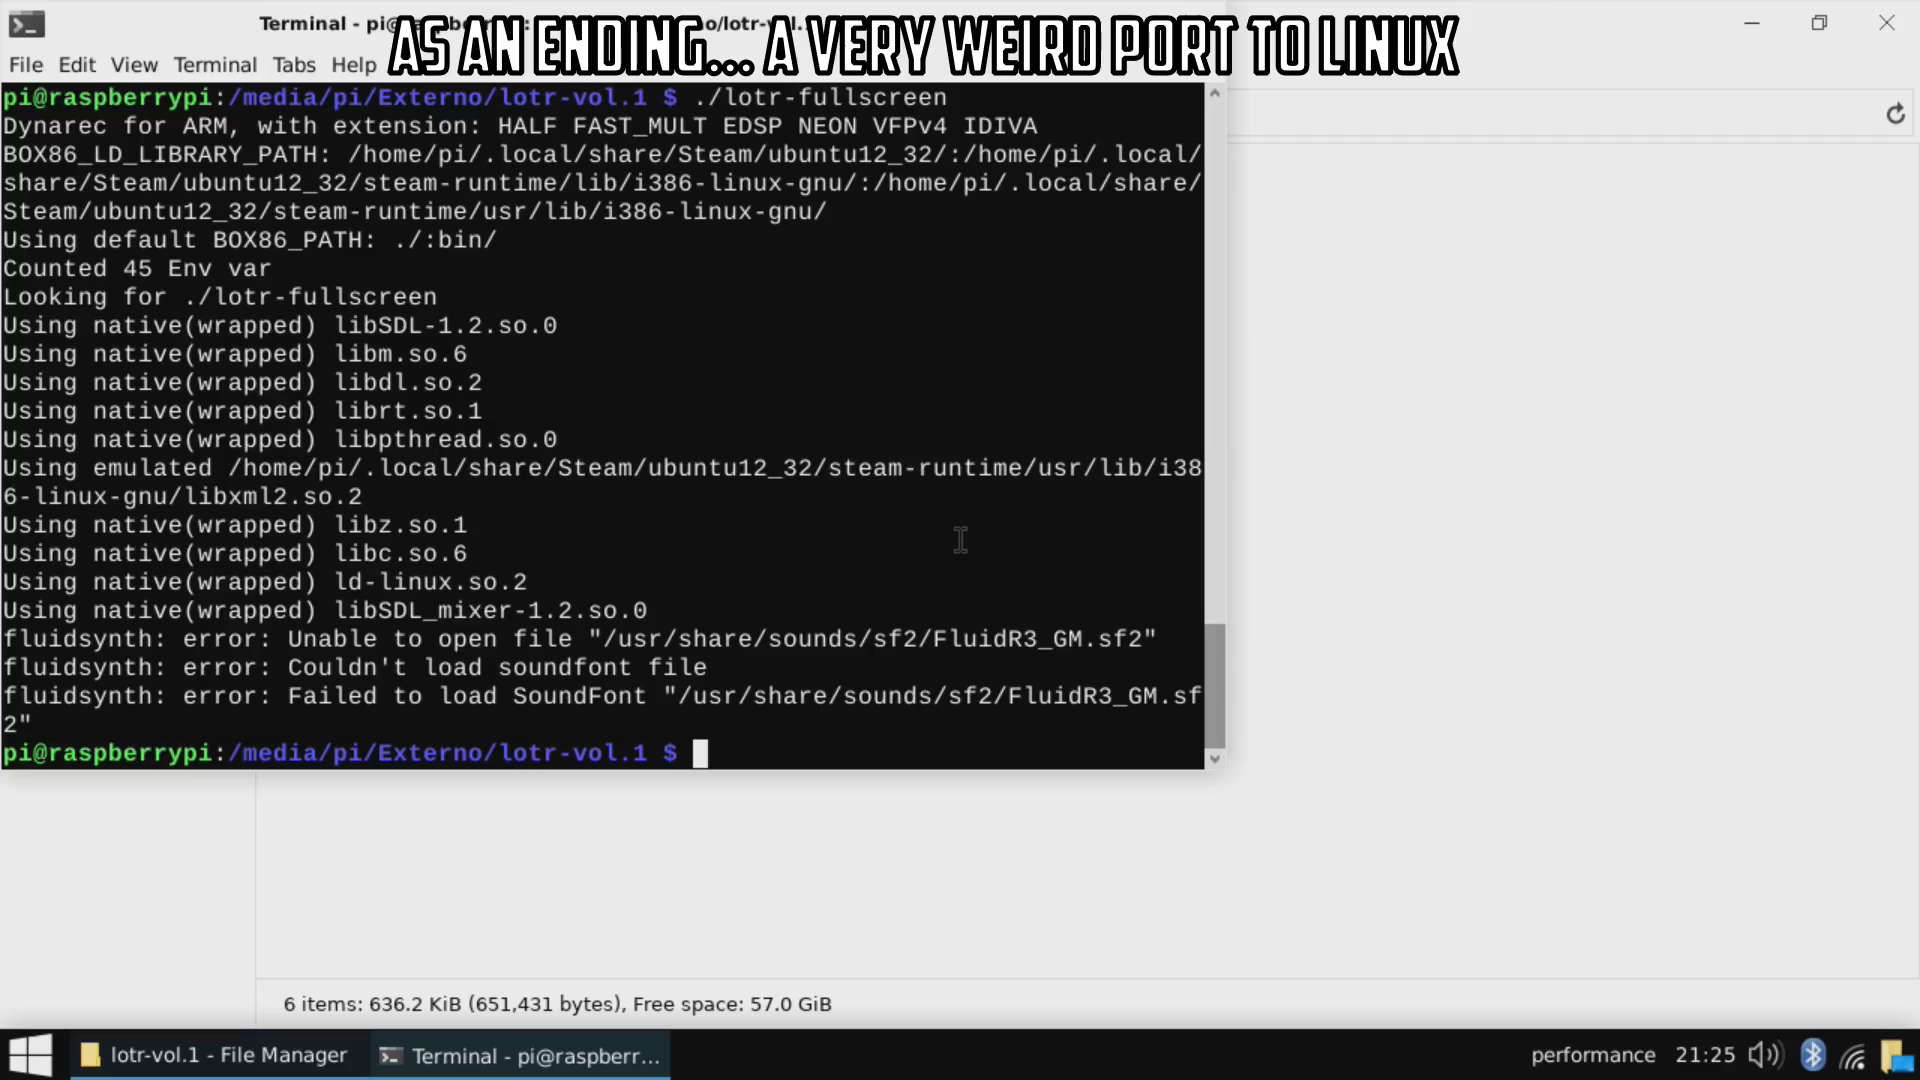 AS AN ENDING... A VERY WEIRD PORT TO LINUX
Terminal - pi@
no/lotr-vol.
File Edit View Terminal Tabs Help
pi@raspberrypi:/media/pi/Externo/lotr-vol.1 $ ./lotr-fullscreen
Dynarec for ARM, with extension: HALF FAST_MULT EDSP NEON VFPv4 IDIVA
BOX86_LD_LIBRARY_PATH: /home/pi/.local/share/Steam/ubuntu12_32/:/home/pi/.local/
share/Steam/ubuntu12_32/steam-runtime/lib/i386-linux-gnu/:/home/pi/.local/share/
Steam/ubuntu12_32/steam-runtime/usr/lib/i386-linux-gnu/
Using default BOX86_PATH: ./:bin/
Counted 45 Env var
Looking for ./lotr-fullscreen
Using native(wrapped) libSDL-1.2.so.0
Using native(wrapped) libm.so.6
Using native(wrapped) libdl.so.2
Using native(wrapped) librt.so.1
Using native(wrapped) libpthread.so.0
Using emulated /home/pi/.local/share/Steam/ubuntu12_32/steam-runtime/usr/lib/i38
6-linux-gnu/libxml2.so.2
Using native(wrapped) libz.so.1
Using native(wrapped) libc.so.6
Using native(wrapped) ld-linux.so.2
Using native(wrapped) libSDL_mixer-1.2.so.0
fluidsynth: error: Unable to open file "/usr/share/sounds/sf2/FluidR3_GM.sf2"
fluidsynth: error: Couldn't load soundfont file
fluidsynth: error: Failed to load SoundFont "/usr/share/sounds/sf2/FluidR3_GM.sf
2"
pi@raspberrypi:/media/pi/Externo/lotr-vol.1 $
6 items: 636.2 KiB (651,431 bytes), Free space: 57.0 GiB
lotr-vol.1 - File Manager
Terminal - pi@raspberr...
performance 21:25